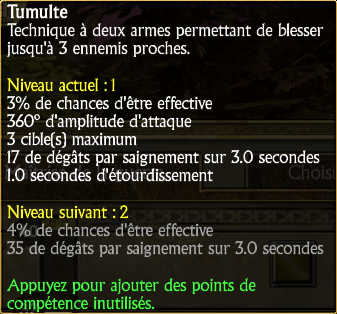 Tumulte
Technique à deux armes permettant de blesser
jusqu'à 3 ennemis proches.
Niveau actuel : 1
3% de chances d'être effective
360° d'amplitude d'attaque
3 cible(s) maximum
17 de dégâts par saignement sur 3.0 secondes
1.0 secondes d'étourdissement
Choisi
Niveau suivant : 2
4% de chances d'être effective
35 de dégâts par saignement sur 3.0 secondes
Appuyez pour ajouter des points de
compétence inutilisés.